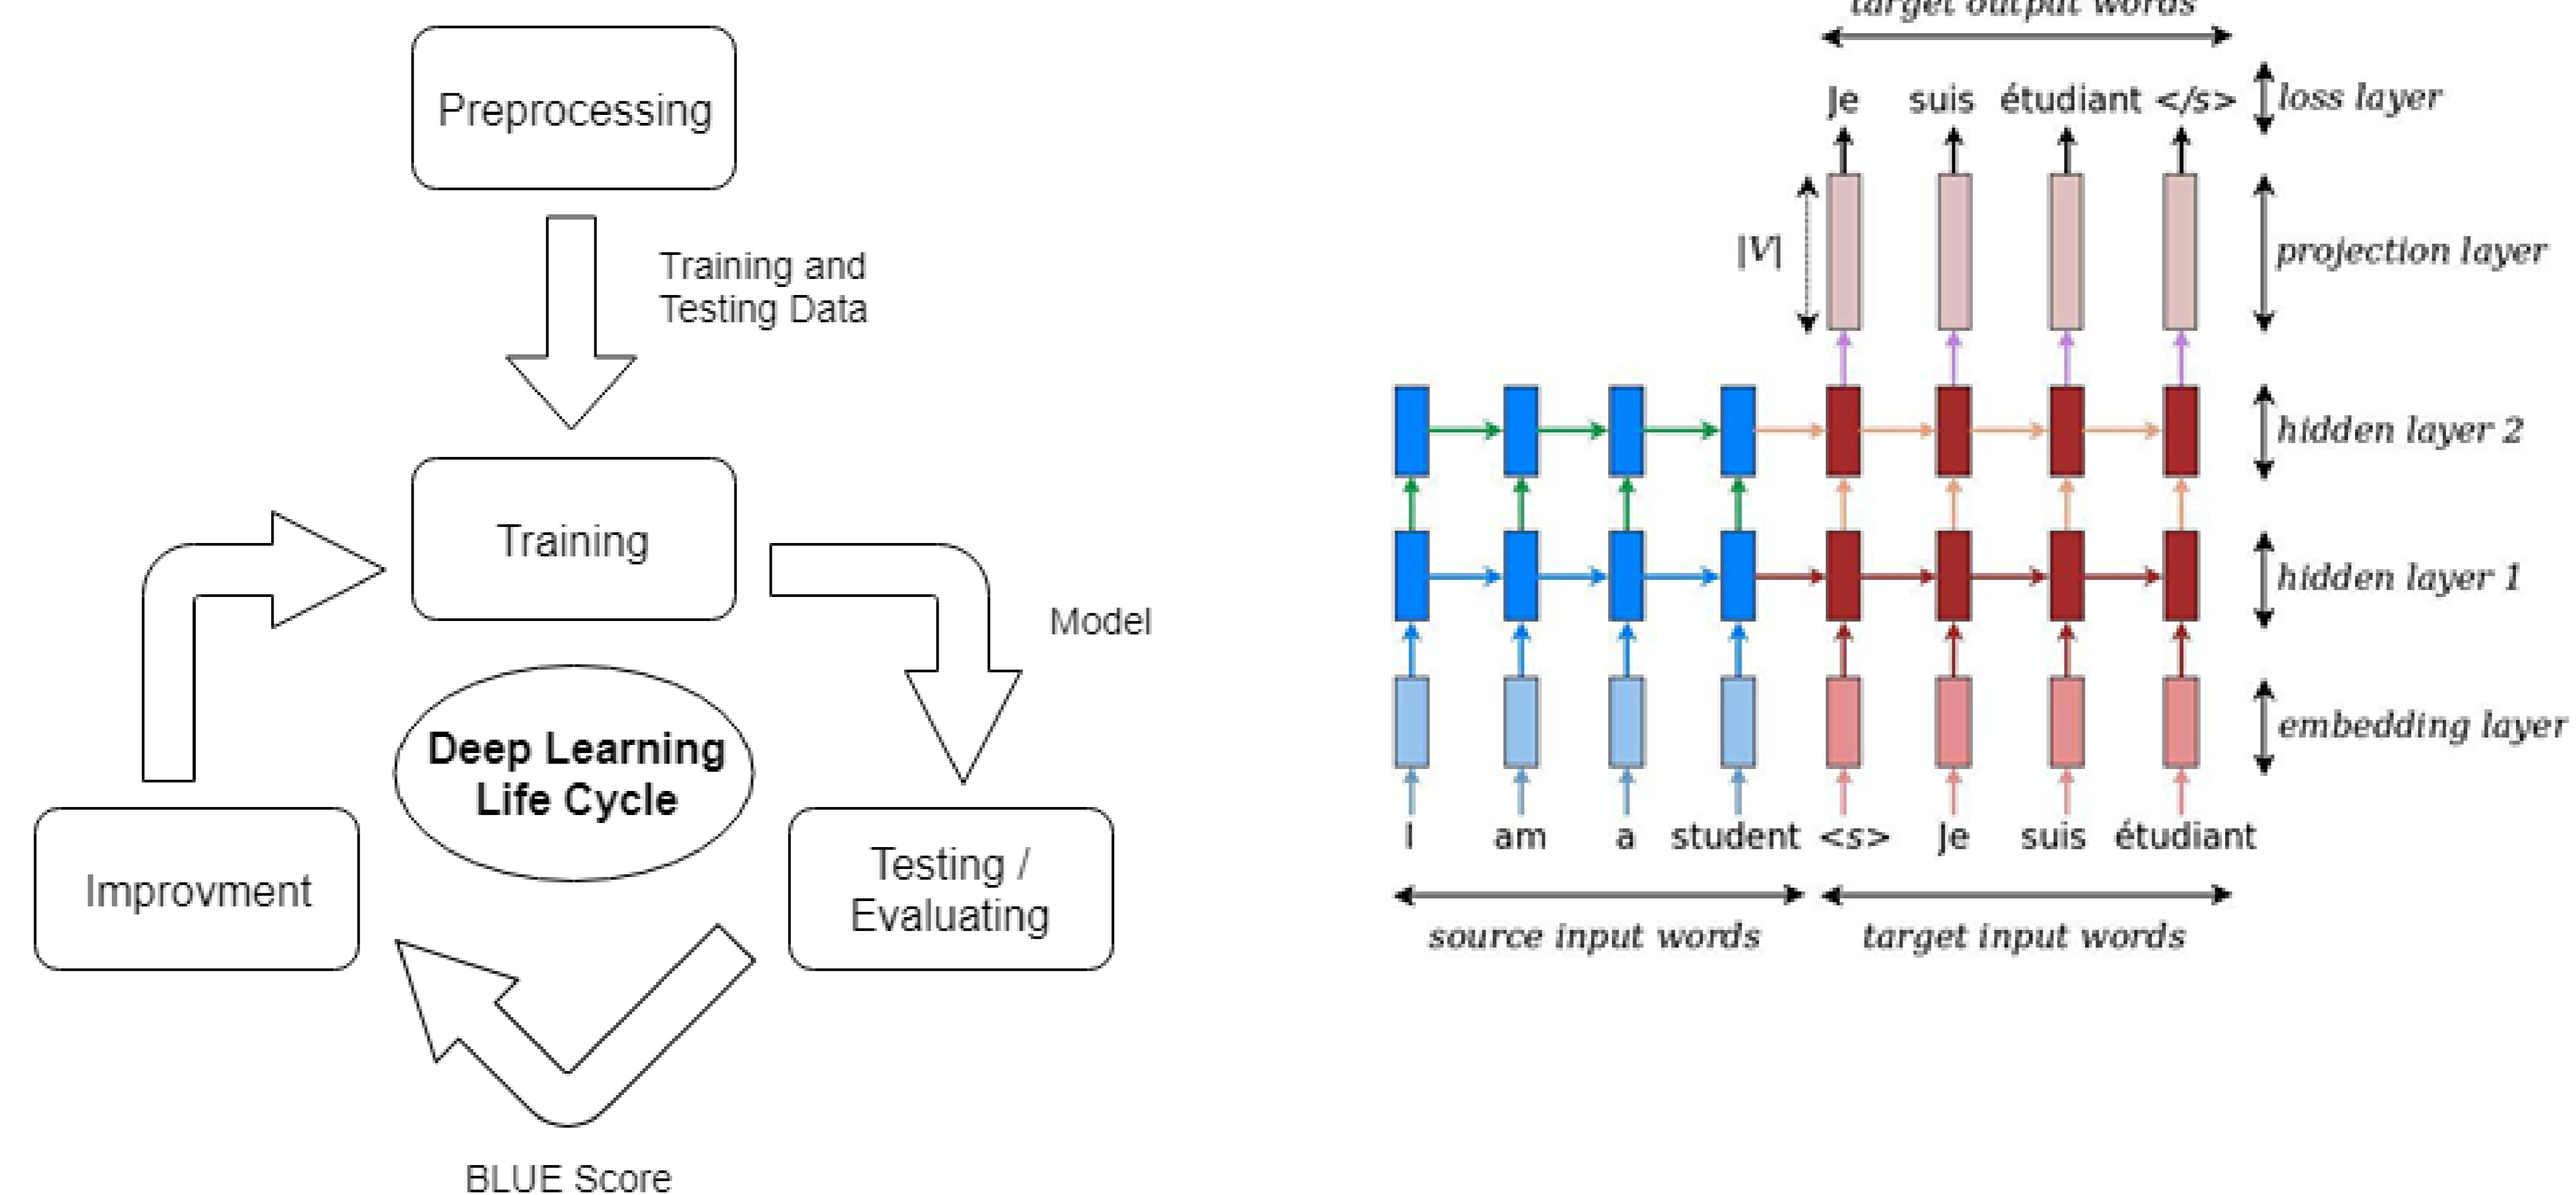 Preprocessing
Training and
Testing Data
Training
Model
Deep Learning
Life Cycle
Improvment
Testing /
Evaluating
BLUE Score
target output words
Je suis étudiant </s>
loss layer
|V|
projection layer
hidden layer 2
hidden layer 1
embedding layer
I am a student <s> Je suis étudiant
source input words
target input words